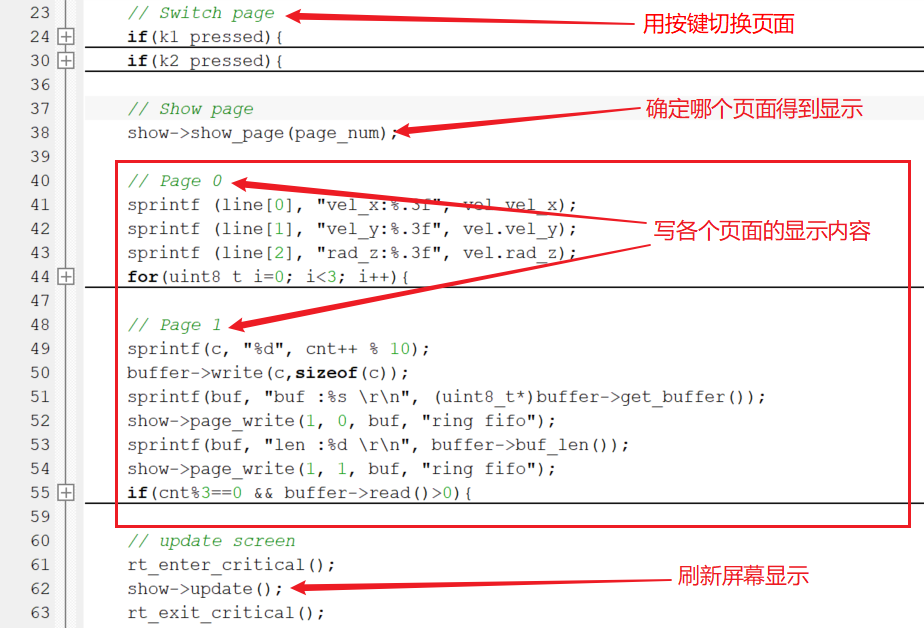 23 // Switch page
用按键切换页面
24 if(k1 pressed){
30 if(k2 pressed){
36
37 // Show page
确定哪个页面得到显示
38 show->show_page(page_num);
39
40 // Page 0
41 sprintf (line[0], "vel_x:%.3f", vel.vel_x);
42 sprintf (line[1], "vel_y:%.3f", vel.vel_y);
写各个页面的显示内容
43 sprintf (line[2], "rad_z:%.3f", vel.rad_z);
44 for(uint8 t i=0; i<3; i++){
47
48 // Page 1
49 sprintf(c, "%d", cnt++ % 10);
50 buffer->write(c,sizeof(c));
51 sprintf(buf, "buf :%s \r\n", (uint8_t*)buffer->get_buffer());
52 show->page_write(1, 0, buf, "ring fifo");
53 sprintf(buf, "len :%d \r\n", buffer->buf_len());
54 show->page_write(1, 1, buf, "ring fifo");
55 if(cnt%3==0 && buffer->read()>0){
59
60 // update screen
61 rt_enter_critical();
62 show->update();
刷新屏幕显示
63 rt_exit_critical();